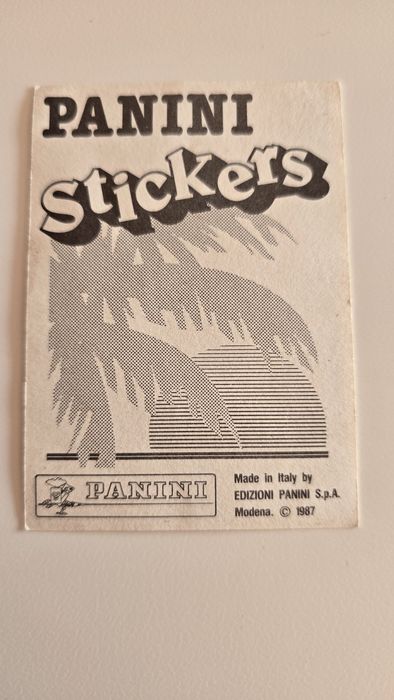 PANINI
Stickers
PANINI
Made in Italy by
EDIZIONI PANINI S.p.A.
Modena. © 1987